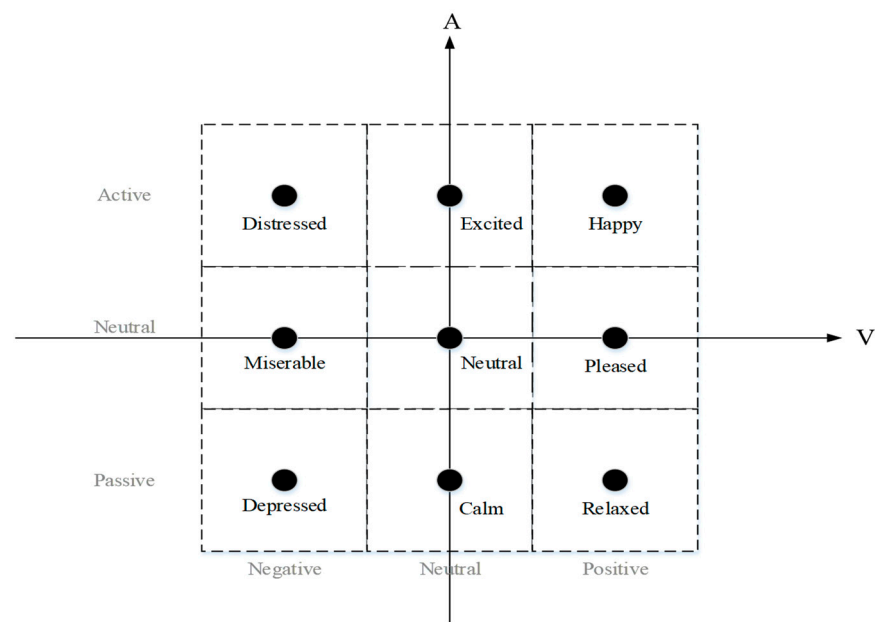 A
Active
Distressed
Excited
Happy
Neutral
V
Miserable
Neutral
Pleased
Passive
Depressed
Calm
Relaxed
Negative
Neutral
Positive